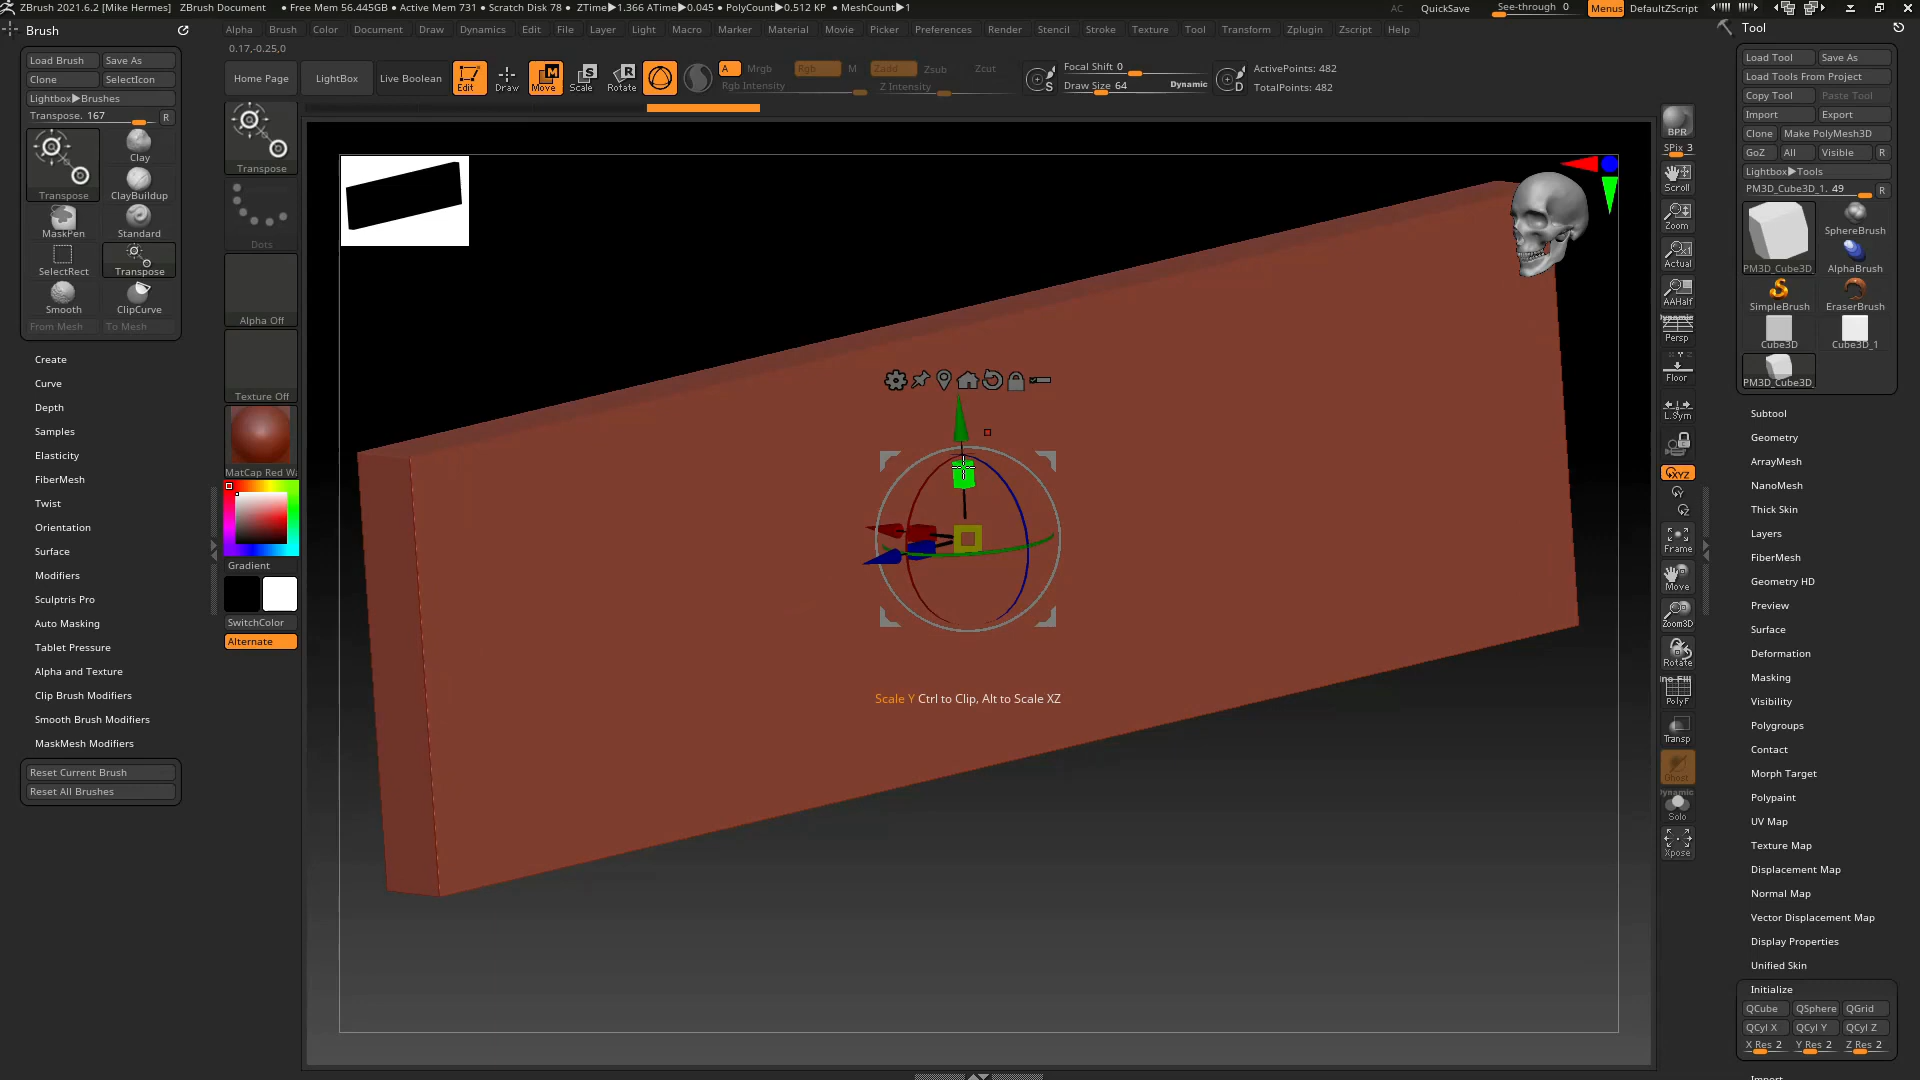 ZBrush 2021.6.2 [Mike Hermes] ZBrush Document • Free Mem 56.445GB • Active Mem 731 • Scratch Disk 78 • ZTime▶1.366 ATime▶0.045 • PolyCount▶0.512 KP • MeshCount▶1 AC QuickSave See-through 0 Menus DefaultZScript
Brush
Alpha Brush Color Document Draw Dynamics Edit File Layer Light Macro Marker Material Movie Picker Preferences Render Stencil Stroke Texture Tool Transform Zplugin Zscript Help
Tool
0.17,-0.25,0
Load Brush Save As
Clone SelectIcon
Lightbox▶Brushes
Transpose. 167 R
Transpose
Clay
ClayBuildup
MaskPen Standard
SelectRect Transpose
Smooth ClipCurve
From Mesh To Mesh
Create
Curve
Depth
Samples
Elasticity
FiberMesh
Twist
Orientation
Surface
Modifiers
Sculptris Pro
Auto Masking
Tablet Pressure
Alpha and Texture
Clip Brush Modifiers
Smooth Brush Modifiers
MaskMesh Modifiers
Reset Current Brush
Reset All Brushes
Home Page LightBox Live Boolean Edit Draw Move Scale Rotate
A Mrgb Rgb M Zadd Zsub Zcut
Rgb Intensity Z Intensity
S Focal Shift 0
Draw Size 64 Dynamic
D ActivePoints: 482
TotalPoints: 482
Transpose
Dots
Alpha Off
Texture Off
MatCap Red Wa
Gradient
SwitchColor
Alternate
Scale Y Ctrl to Clip, Alt to Scale XZ
BPR
SPix 3
Scroll
Zoom
Actual
AAHalf
Dynamic
Persp
Floor
L.Sym
XYZ
Y
Z
Frame
Move
Zoom3D
Rotate
PolyF
Transp
Ghost
Dynamic
Solo
Xpose
Load Tool Save As
Load Tools From Project
Copy Tool Paste Tool
Import Export
Clone Make PolyMesh3D
GoZ All Visible R
Lightbox▶Tools
PM3D_Cube3D_1. 49 R
PM3D_Cube3D_
SphereBrush
AlphaBrush
SimpleBrush EraserBrush
Cube3D Cube3D_1
PM3D_Cube3D_
Subtool
Geometry
ArrayMesh
NanoMesh
Thick Skin
Layers
FiberMesh
Geometry HD
Preview
Surface
Deformation
Masking
Visibility
Polygroups
Contact
Morph Target
Polypaint
UV Map
Texture Map
Displacement Map
Normal Map
Vector Displacement Map
Display Properties
Unified Skin
Initialize
QCube QSphere QGrid
QCyl X QCyl Y QCyl Z
X Res 2 Y Res 2 Z Res 2